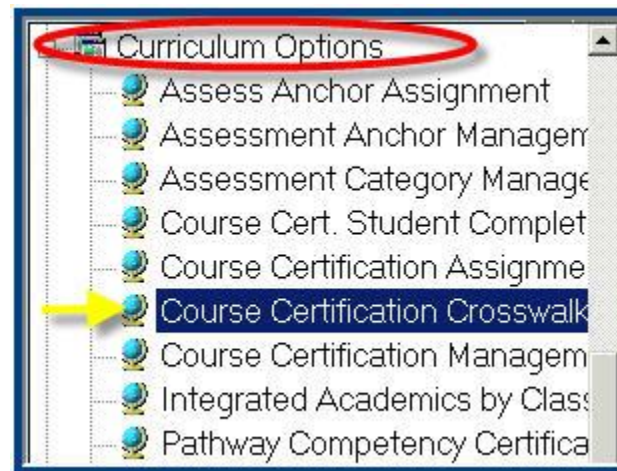 Curriculum Options
Assess Anchor Assignment
Assessment Anchor Managem
Assessment Category Manage
Course Cert. Student Complet
Course Certification Assignme
Course Certification Crosswalk
Course Certification Managem
Integrated Academics by Class
Pathway Competency Certifica